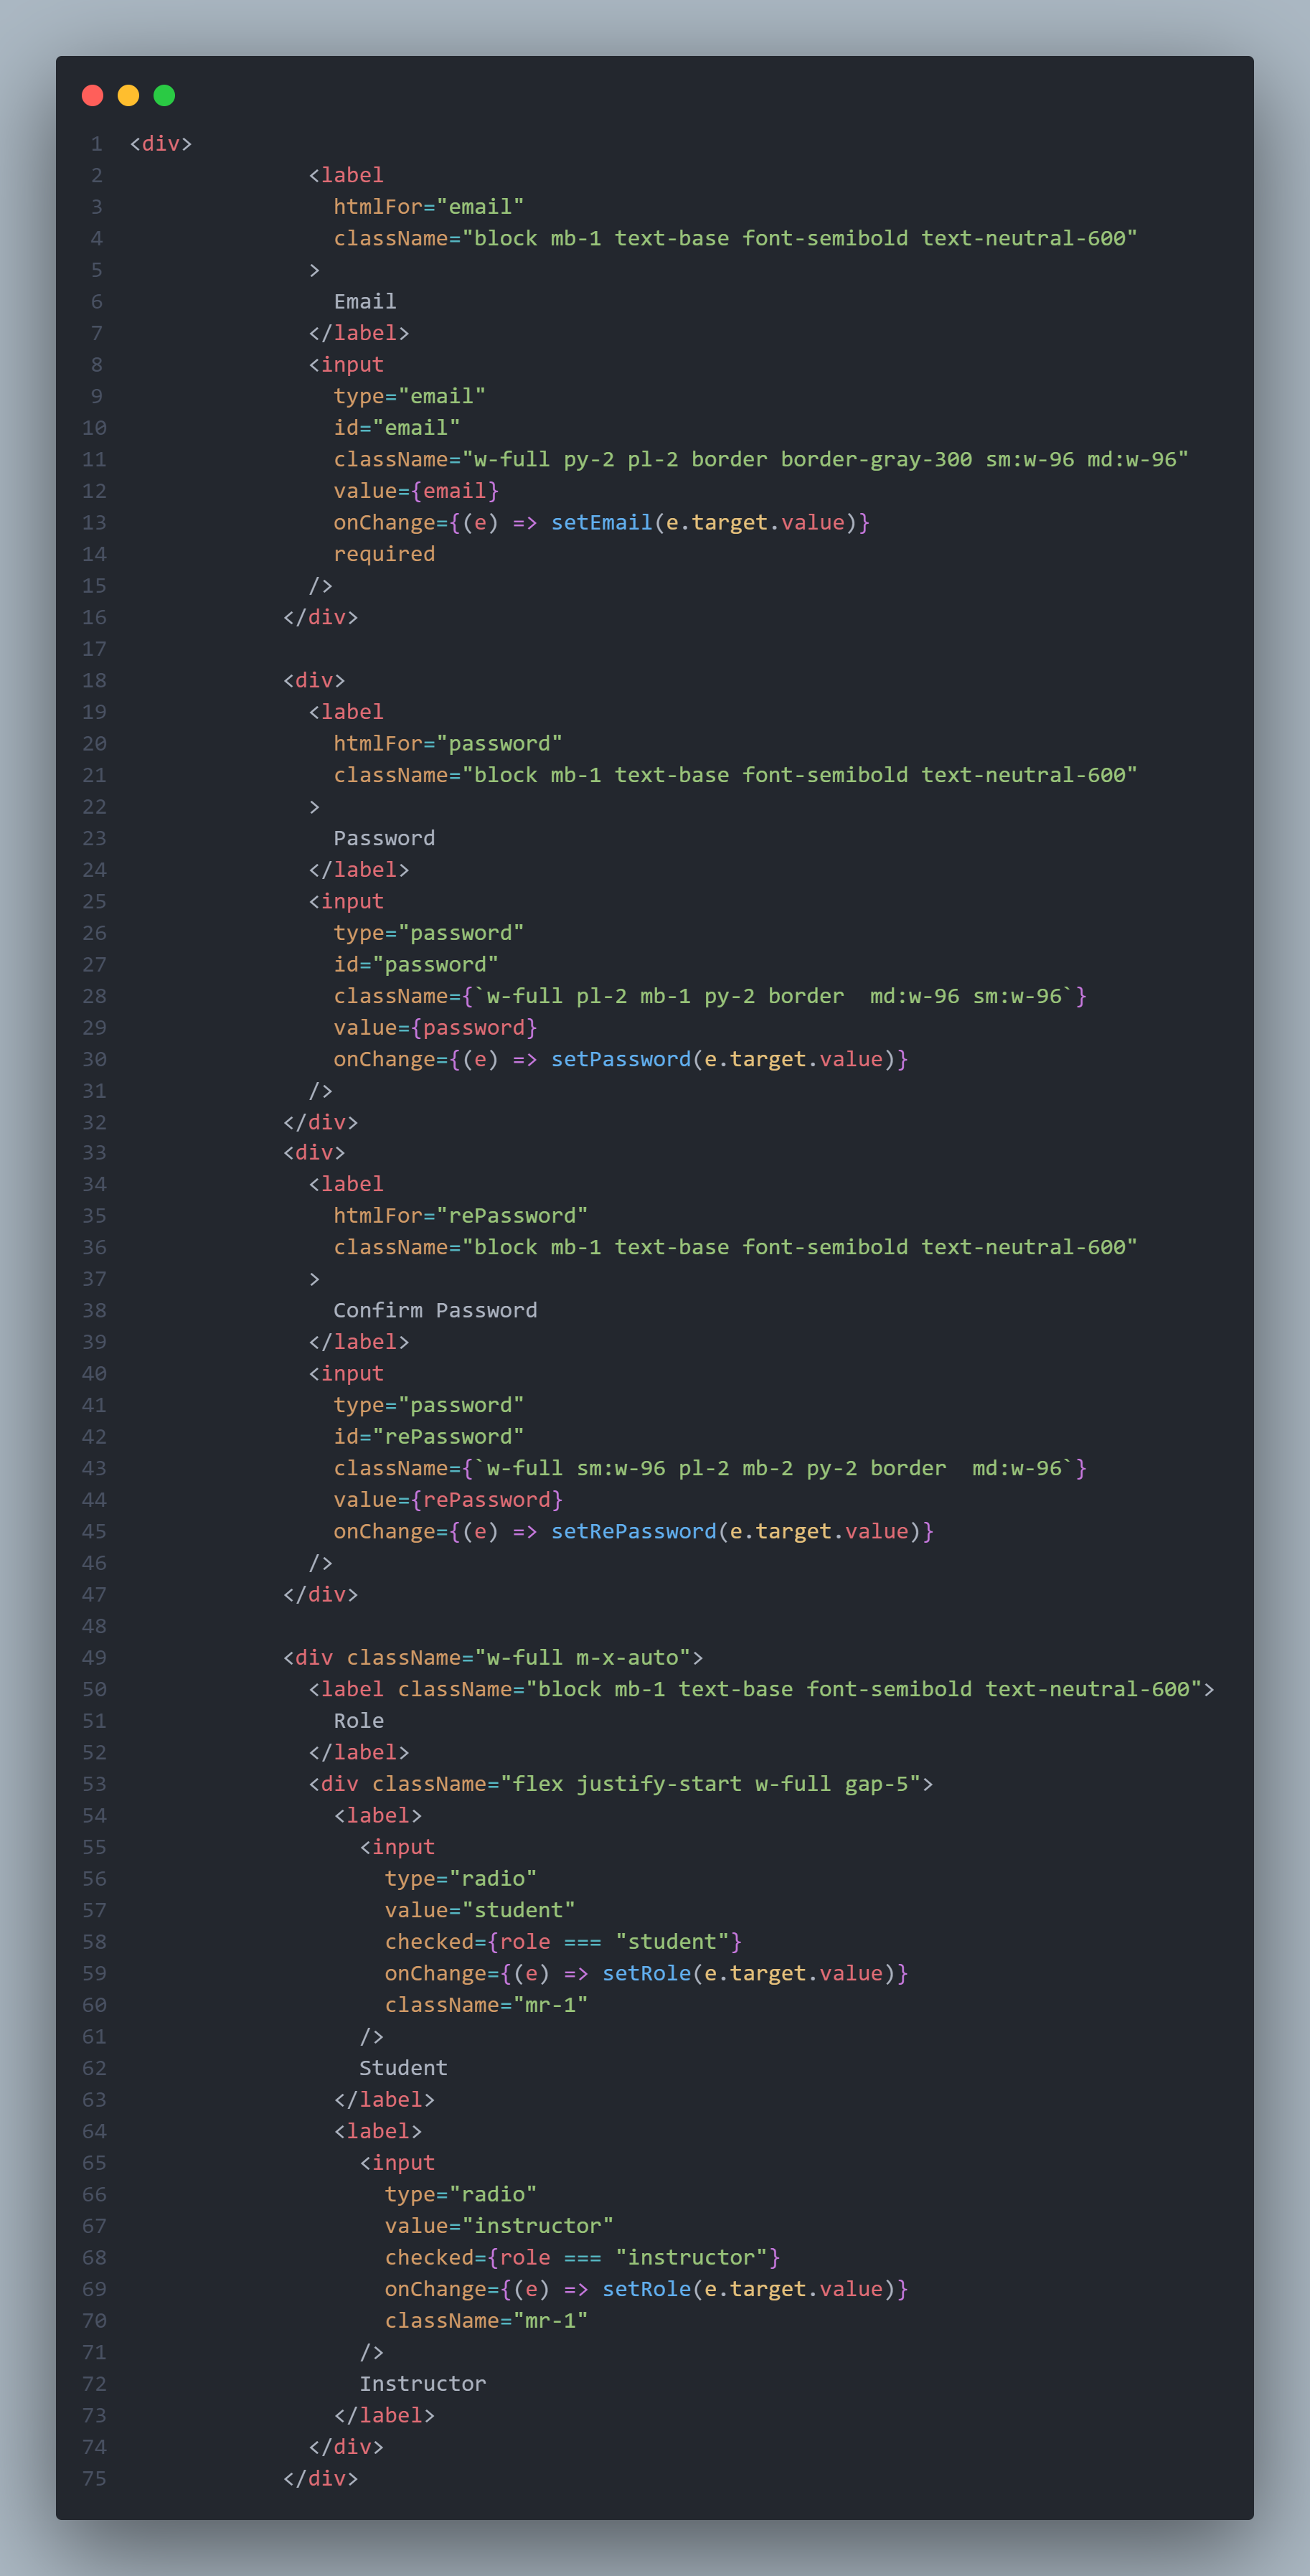 1 <div>
2               <label
3                 htmlFor="email"
4                 className="block mb-1 text-base font-semibold text-neutral-600"
5               >
6                 Email
7               </label>
8               <input
9                 type="email"
10                 id="email"
11                 className="w-full py-2 pl-2 border border-gray-300 sm:w-96 md:w-96"
12                 value={email}
13                 onChange={(e) => setEmail(e.target.value)}
14                 required
15               />
16             </div>
17
18             <div>
19               <label
20                 htmlFor="password"
21                 className="block mb-1 text-base font-semibold text-neutral-600"
22               >
23                 Password
24               </label>
25               <input
26                 type="password"
27                 id="password"
28                 className={`w-full pl-2 mb-1 py-2 border  md:w-96 sm:w-96`}
29                 value={password}
30                 onChange={(e) => setPassword(e.target.value)}
31               />
32             </div>
33             <div>
34               <label
35                 htmlFor="rePassword"
36                 className="block mb-1 text-base font-semibold text-neutral-600"
37               >
38                 Confirm Password
39               </label>
40               <input
41                 type="password"
42                 id="rePassword"
43                 className={`w-full sm:w-96 pl-2 mb-2 py-2 border  md:w-96`}
44                 value={rePassword}
45                 onChange={(e) => setRePassword(e.target.value)}
46               />
47             </div>
48
49             <div className="w-full m-x-auto">
50               <label className="block mb-1 text-base font-semibold text-neutral-600">
51                 Role
52               </label>
53               <div className="flex justify-start w-full gap-5">
54                 <label>
55                   <input
56                     type="radio"
57                     value="student"
58                     checked={role === "student"}
59                     onChange={(e) => setRole(e.target.value)}
60                     className="mr-1"
61                   />
62                   Student
63                 </label>
64                 <label>
65                   <input
66                     type="radio"
67                     value="instructor"
68                     checked={role === "instructor"}
69                     onChange={(e) => setRole(e.target.value)}
70                     className="mr-1"
71                   />
72                   Instructor
73                 </label>
74               </div>
75             </div>